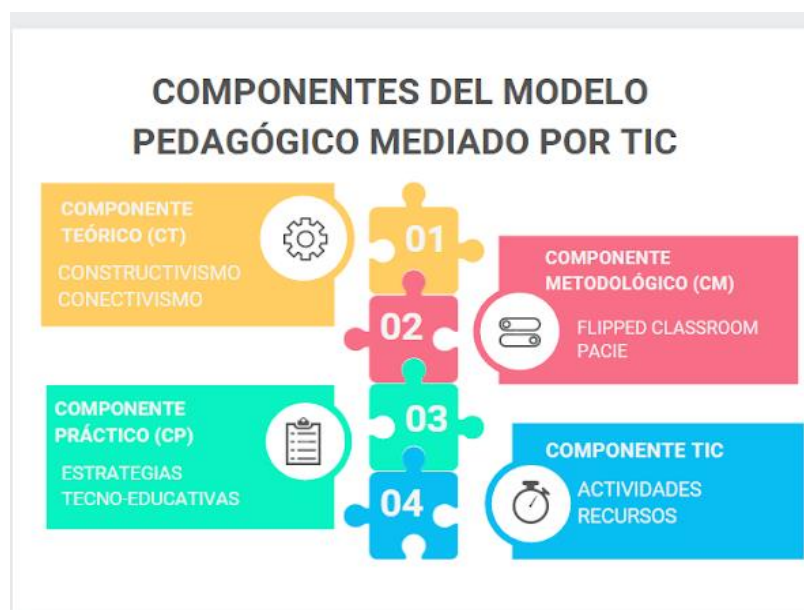 COMPONENTES DEL MODELO
PEDAGÓGICO MEDIADO POR TIC
COMPONENTE
TEÓRICO (CT)
CONSTRUCTIVISMO
CONECTIVISMO
01
COMPONENTE
METODOLÓGICO (CM)
FLIPPED CLASSROOM
PACIE
02
COMPONENTE
PRÁCTICO (CP)
ESTRATEGIAS
TECNO-EDUCATIVAS
03
COMPONENTE TIC
ACTIVIDADES
RECURSOS
04